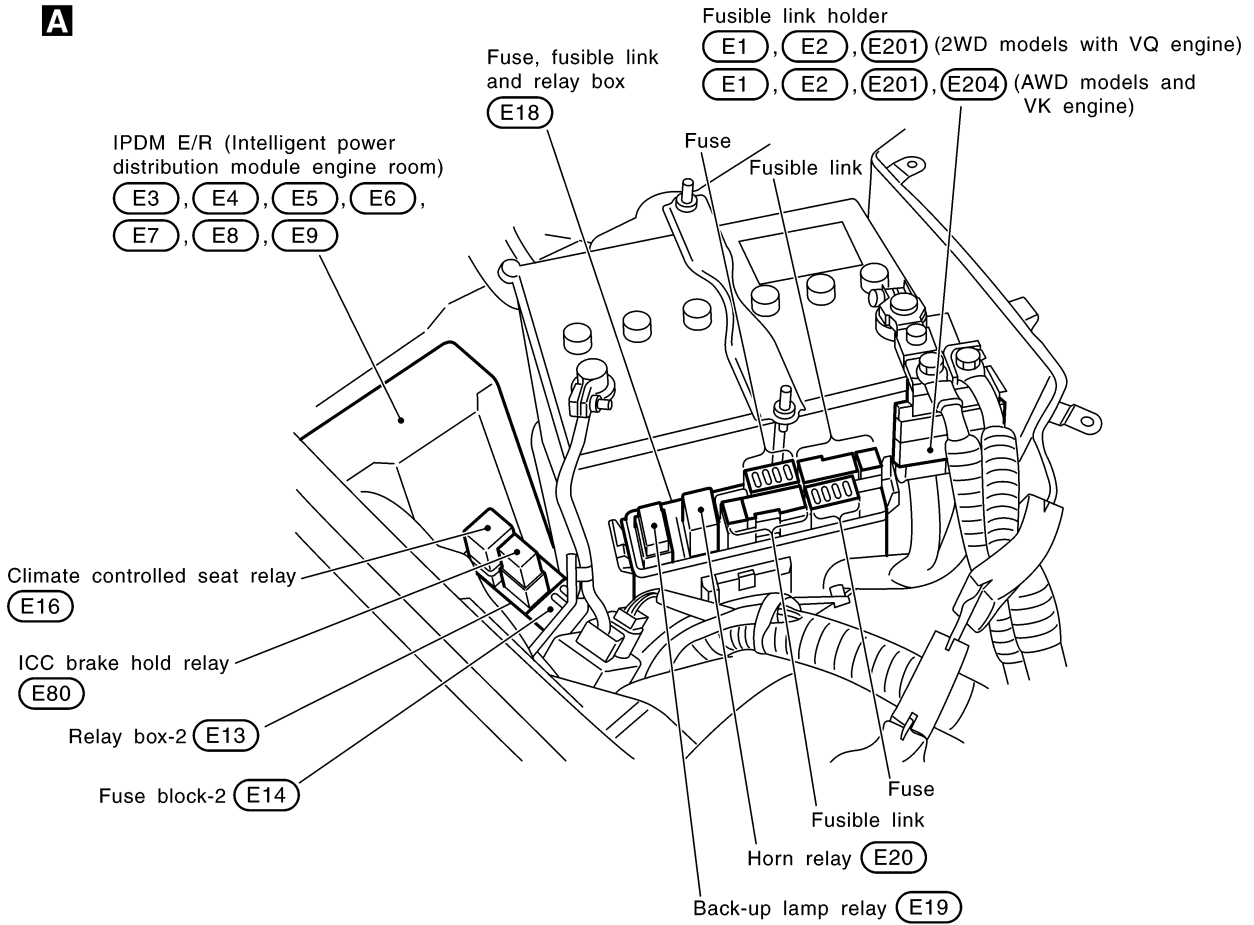 A
Fusible link holder
E1 , E2 , E201 (2WD models with VQ engine)
E1 , E2 , E201 , E204 (AWD models and
VK engine)
Fuse, fusible link
and relay box
E18
Fuse
Fusible link
IPDM E/R (Intelligent power
distribution module engine room)
E3 , E4 , E5 , E6 ,
E7 , E8 , E9
Climate controlled seat relay
E16
ICC brake hold relay
E80
Relay box-2 E13
Fuse block-2 E14
Fuse
Fusible link
Horn relay E20
Back-up lamp relay E19